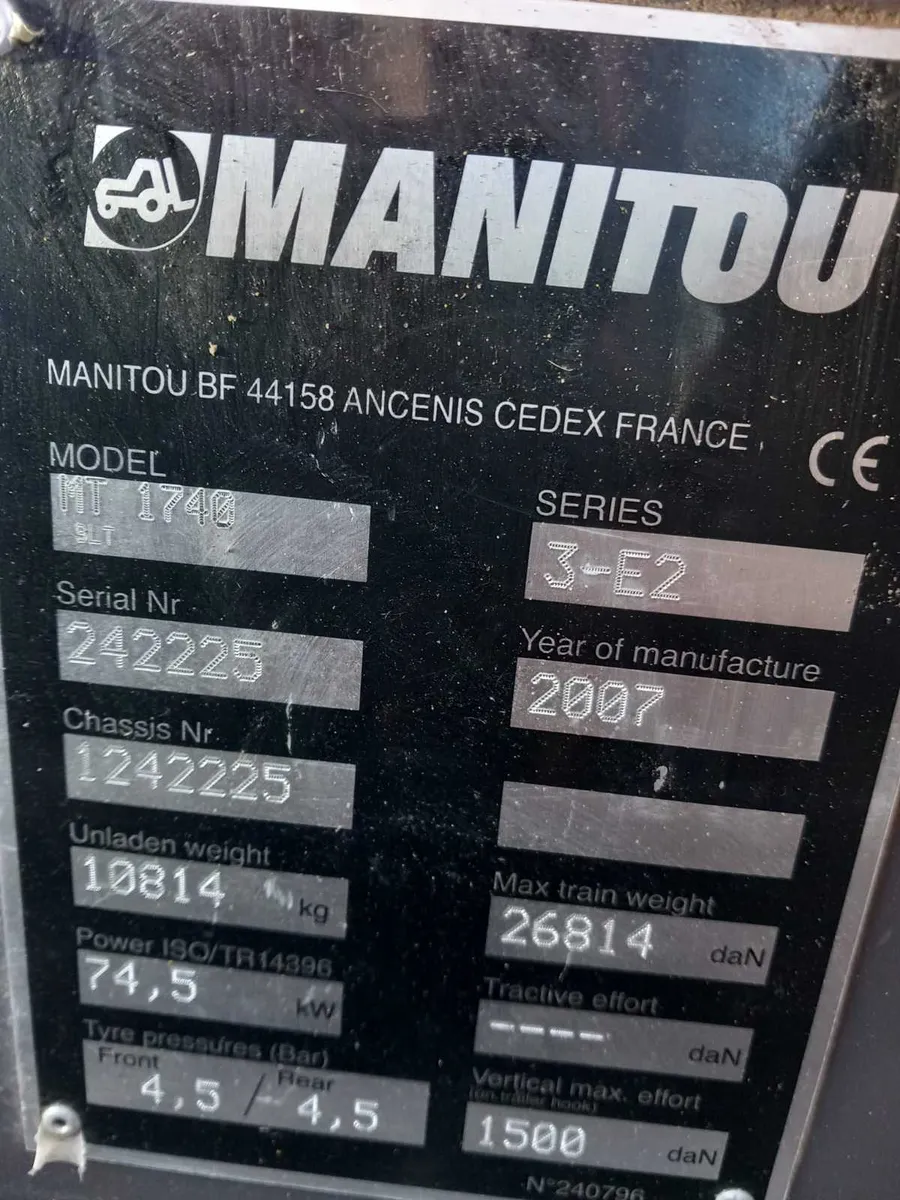 MANITOU
MANITOU BF 44158 ANCENIS CEDEX FRANCE
CE
MODEL
MT 1740
SLT
SERIES
3-E2
Serial Nr
242225
Year of manufacture
2007
Chassis Nr
1242225
Unladen weight
10814 kg
Max train weight
26814 daN
Power ISO/TR14396
74,5 kW
Tractive effort
---- daN
Tyre pressures (Bar)
Front / Rear
4,5 / 4,5
Vertical max. effort
(on trailer hook)
1500 daN
N°240796